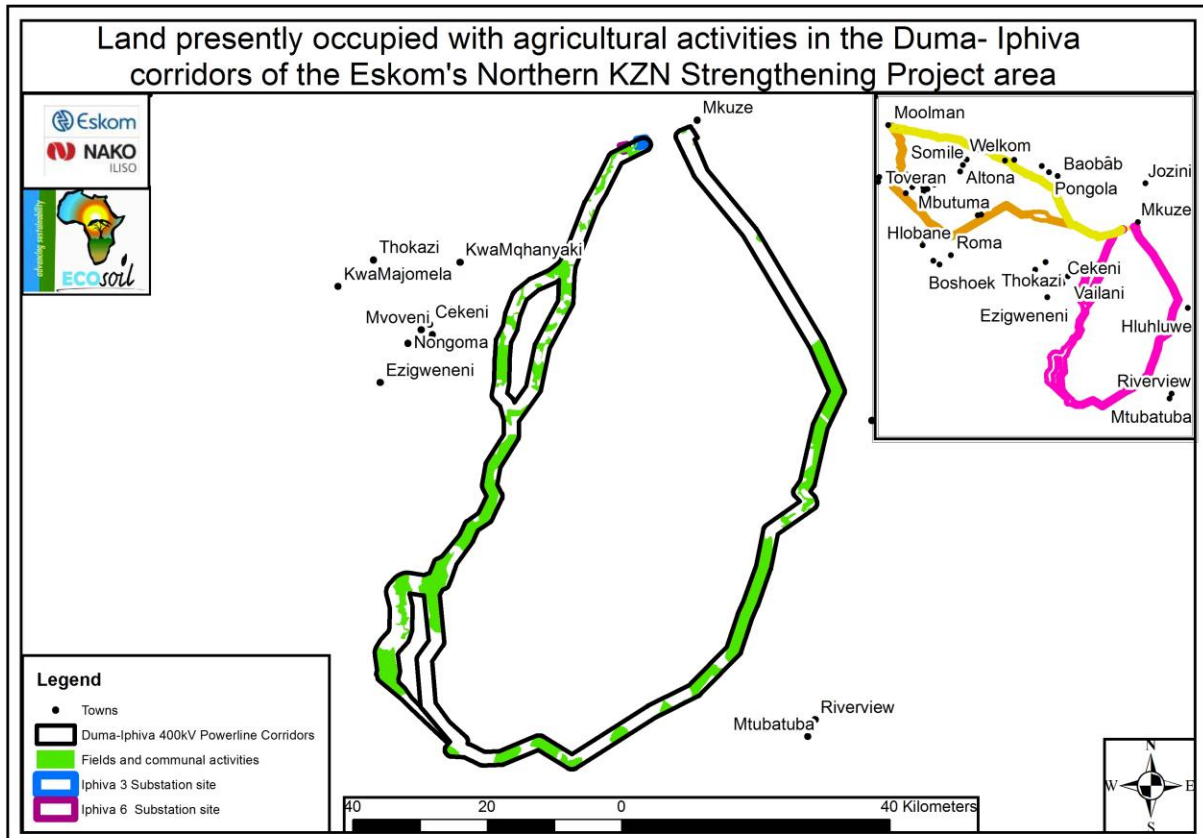 Land presently occupied with agricultural activities in the Duma- Iphiva
corridors of the Eskom's Northern KZN Strengthening Project area
Eskom
NAKO
ILISO
advancing sustainability
ECOsoil
Mkuze
Thokazi
KwaMqhanyaki
KwaMajomela
Cekeni
Mvoveni
Nongoma
Ezigweneni
Riverview
Mtubatuba
Moolman
Somile
Welkom
Baobâb
Jozini
Toveran
Altona
Pongola
Mbutuma
Mkuze
Hlobane
Roma
Cekeni
Boshoek
Thokazi
Vailani
Ezigweneni
Hluhluwe
Riverview
Mtubatuba
Legend
Towns
Duma-Iphiva 400kV Powerline Corridors
Fields and communal activities
Iphiva 3 Substation site
Iphiva 6 Substation site
40 20 0 40 Kilometers
N
W E
S